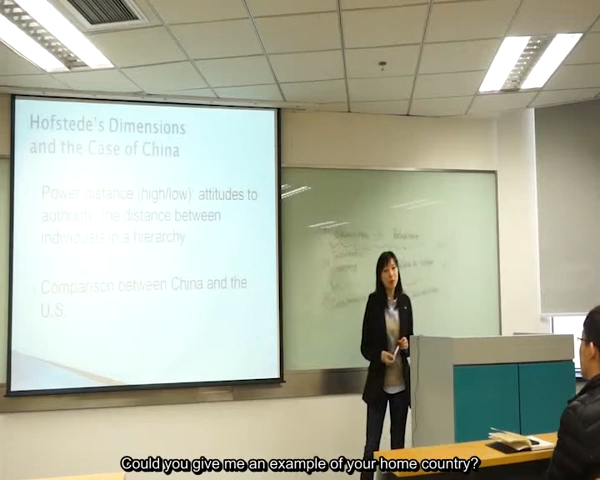 Hofstede's Dimensions
and the Case of China
Power distance (high/low): attitudes to
authority, the distance between
individuals in a hierarchy
Comparison between China and the
U.S.
Could you give me an example of your home country?